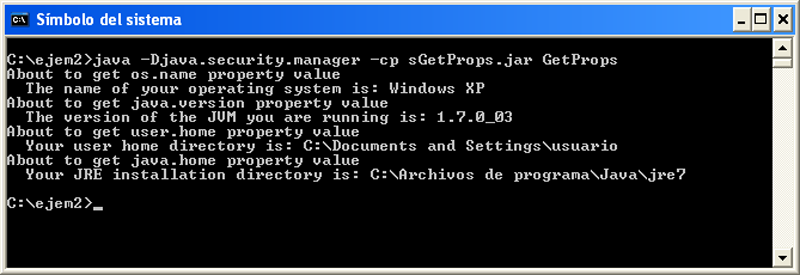 Símbolo del sistema
C:\ejem2>java -Djava.security.manager -cp sGetProps.jar GetProps
About to get os.name property value
  The name of your operating system is: Windows XP
About to get java.version property value
  The version of the JVM you are running is: 1.7.0_03
About to get user.home property value
  Your user home directory is: C:\Documents and Settings\usuario
About to get java.home property value
  Your JRE installation directory is: C:\Archivos de programa\Java\jre7
C:\ejem2>_